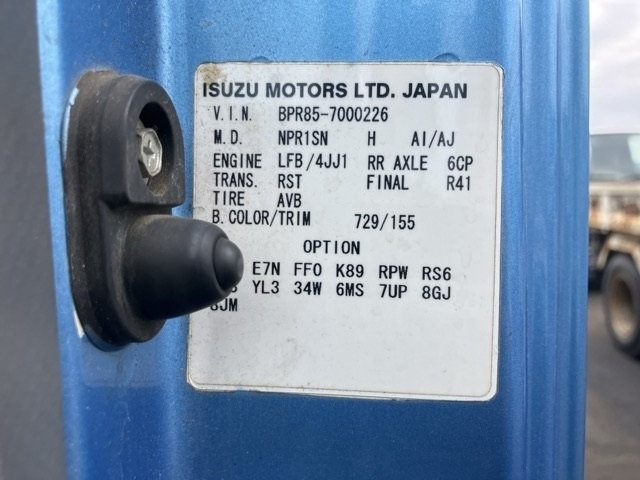 ISUZU MOTORS LTD. JAPAN
V.I.N. BPR85-7000226
M.D. NPR1SN H AI/AJ
ENGINE LFB/4JJ1 RR AXLE 6CP
TRANS. RST FINAL R41
TIRE AVB
B.COLOR/TRIM 729/155
OPTION
E7N FF0 K89 RPW RS6
YL3 34W 6MS 7UP 8GJ